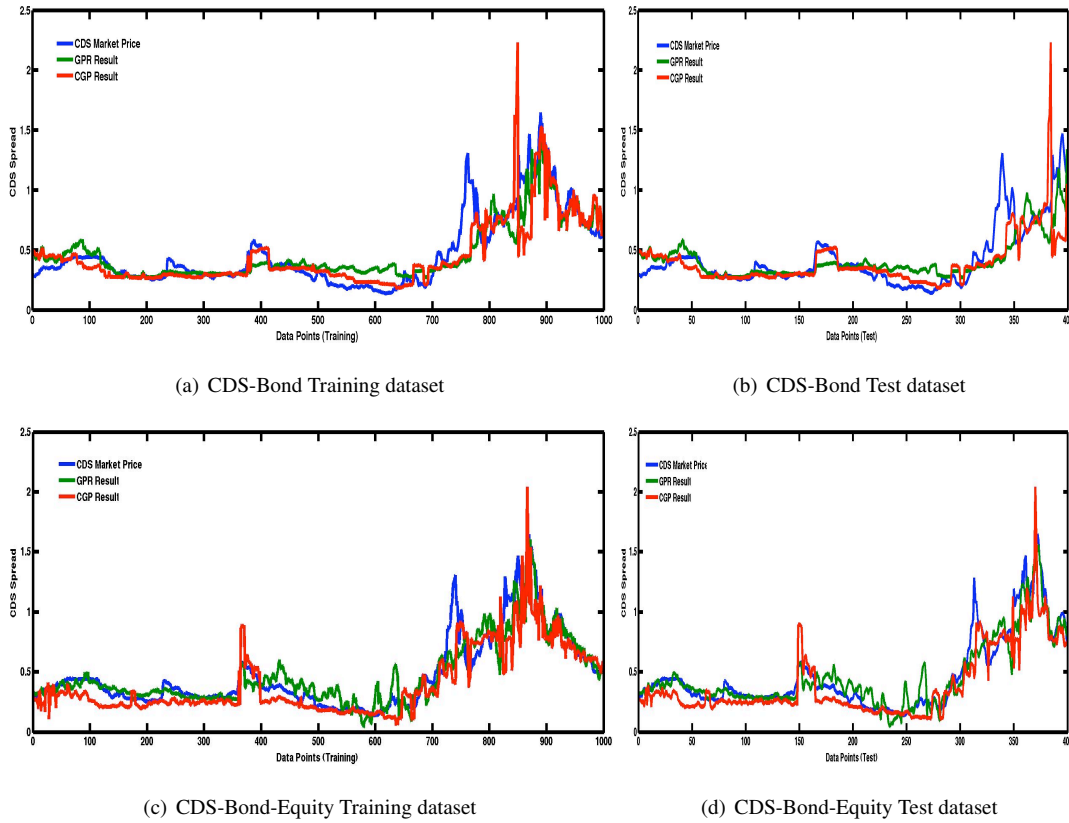 2.5
2
1.5
1
0.5
0
CDS Spread
CDS Market Price
GPR Result
CGP Result
0 100 200 300 400 500 600 700 800 900 1000
Data Points (Training)
(a) CDS-Bond Training dataset
2.5
2
1.5
1
0.5
0
CDS Spread
CDS Market Price
GPR Result
CGP Result
0 50 100 150 200 250 300 350 40
Data Points (Test)
(b) CDS-Bond Test dataset
2.5
2
1.5
1
0.5
0
CDS Spread
CDS Market Price
GPR Result
CGP Result
0 100 200 300 400 500 600 700 800 900 1000
Data Points (Training)
(c) CDS-Bond-Equity Training dataset
2.5
2
1.5
1
0.5
0
CDS Spread
CDS Market Price
GPR Result
CGP Result
0 50 100 150 200 250 300 350 40
Data Points (Test)
(d) CDS-Bond-Equity Test dataset